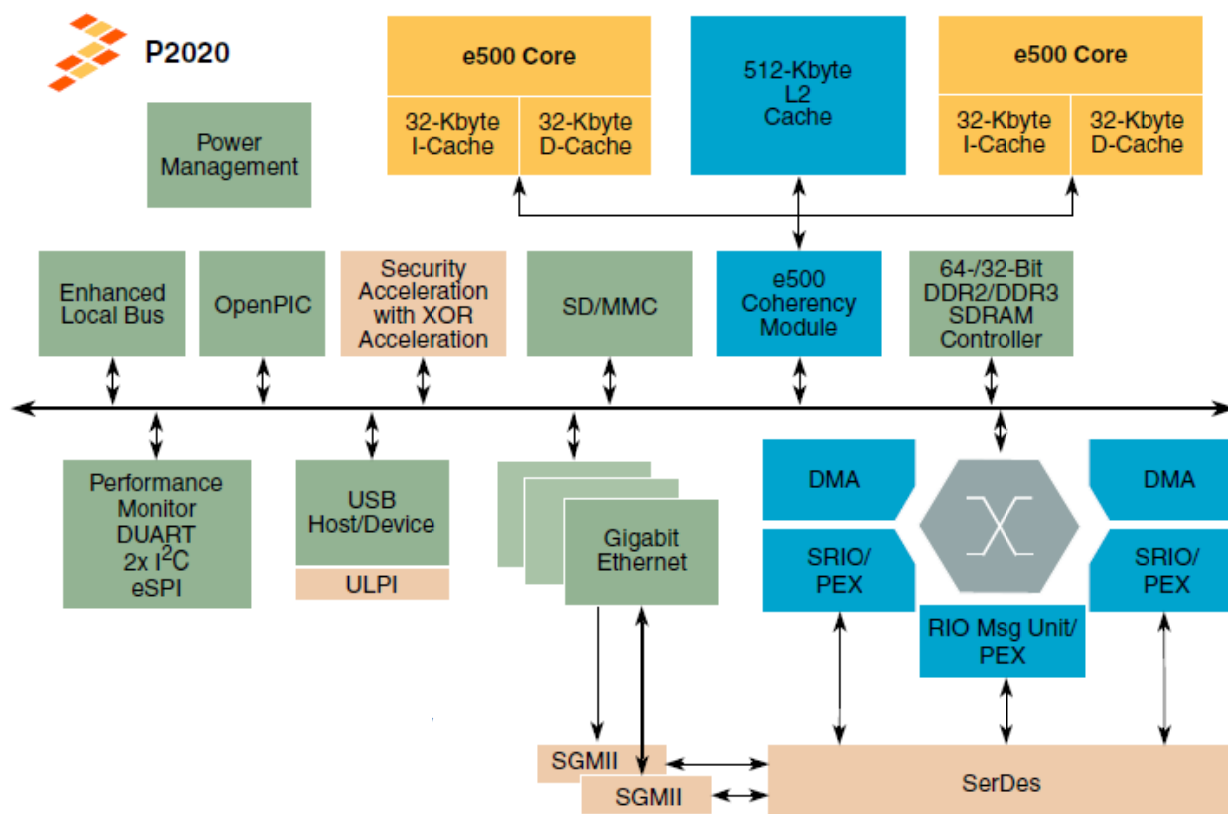 P2020
e500 Core
512-Kbyte
L2
Cache
e500 Core
32-Kbyte
I-Cache
32-Kbyte
D-Cache
32-Kbyte
I-Cache
32-Kbyte
D-Cache
Power
Management
Enhanced
Local Bus
OpenPIC
Security
Acceleration
with XOR
Acceleration
SD/MMC
e500
Coherency
Module
64-/32-Bit
DDR2/DDR3
SDRAM
Controller
Performance
Monitor
DUART
2x I²C
eSPI
USB
Host/Device
ULPI
Gigabit
Ethernet
DMA
SRIO/
PEX
RIO Msg Unit/
PEX
DMA
SRIO/
PEX
SGMII
SGMII
SerDes